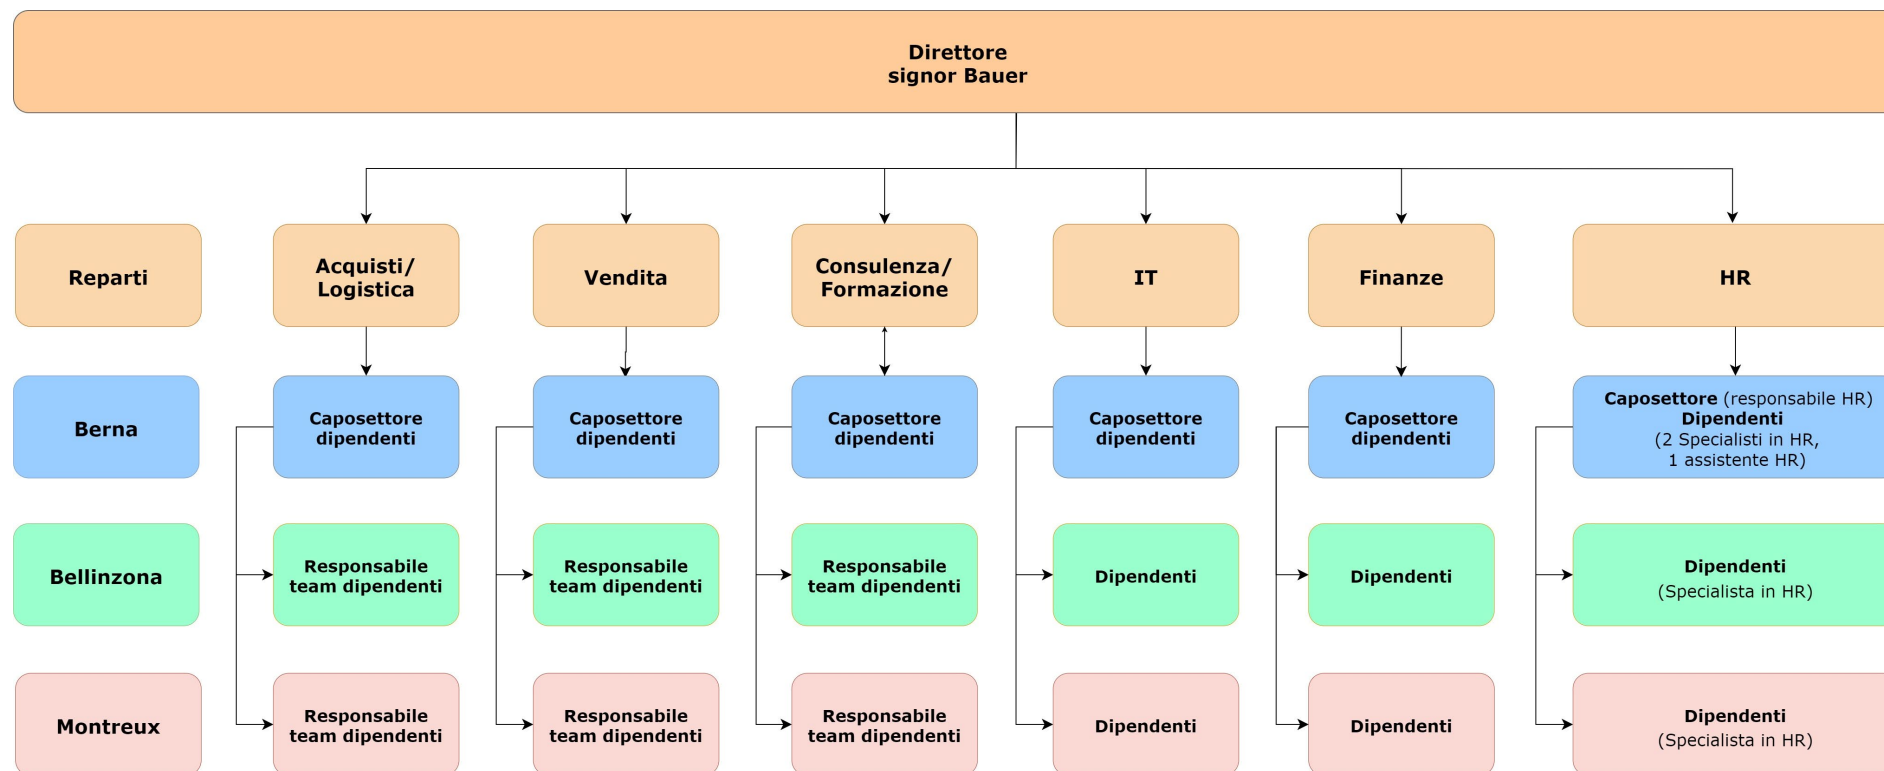 Direttore
signor Bauer
Reparti
Acquisti/
Logistica
Vendita
Consulenza/
Formazione
IT
Finanze
HR
Berna
Caposettore
dipendenti
Caposettore
dipendenti
Caposettore
dipendenti
Caposettore
dipendenti
Caposettore
dipendenti
Caposettore (responsabile HR)
Dipendenti
(2 Specialisti in HR,
1 assistente HR)
Bellinzona
Responsabile
team dipendenti
Responsabile
team dipendenti
Responsabile
team dipendenti
Dipendenti
Dipendenti
Dipendenti
(Specialista in HR)
Montreux
Responsabile
team dipendenti
Responsabile
team dipendenti
Responsabile
team dipendenti
Dipendenti
Dipendenti
Dipendenti
(Specialista in HR)